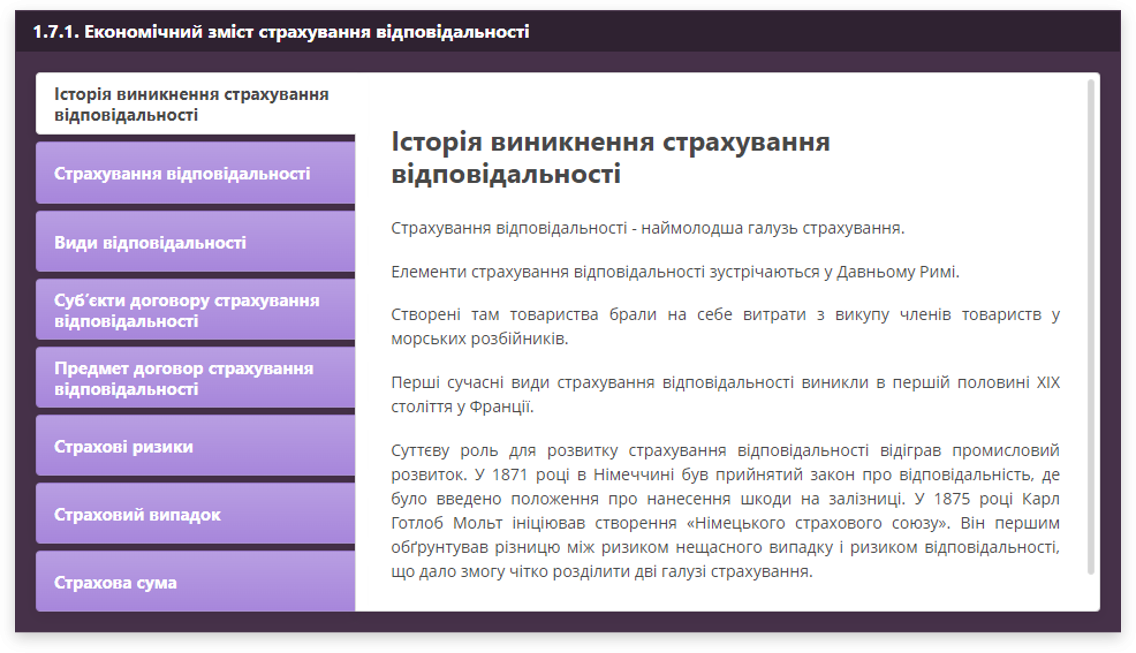 1.7.1. Економічний зміст страхування відповідальності
Історія виникнення страхування
відповідальності
Страхування відповідальності
Види відповідальності
Суб′єкти договору страхування
відповідальності
Предмет договор страхування
відповідальності
Страхові ризики
Страховий випадок
Страхова сума
Історія виникнення страхування
відповідальності
Страхування відповідальності - наймолодша галузь страхування.
Елементи страхування відповідальності зустрічаються у Давньому Римі.
Створені там товариства брали на себе витрати з викупу членів товариств у
морських розбійників.
Перші сучасні види страхування відповідальності виникли в першій половині XIX
століття у Франції.
Суттєву роль для розвитку страхування відповідальності відіграв промисловий
розвиток. У 1871 році в Німеччині був прийнятий закон про відповідальність, де
було введено положення про нанесення шкоди на залізниці. У 1875 році Карл
Готлоб Мольт ініціював створення «Німецького страхового союзу». Він першим
обґрунтував різницю між ризиком нещасного випадку і ризиком відповідальності,
що дало змогу чітко розділити дві галузі страхування.